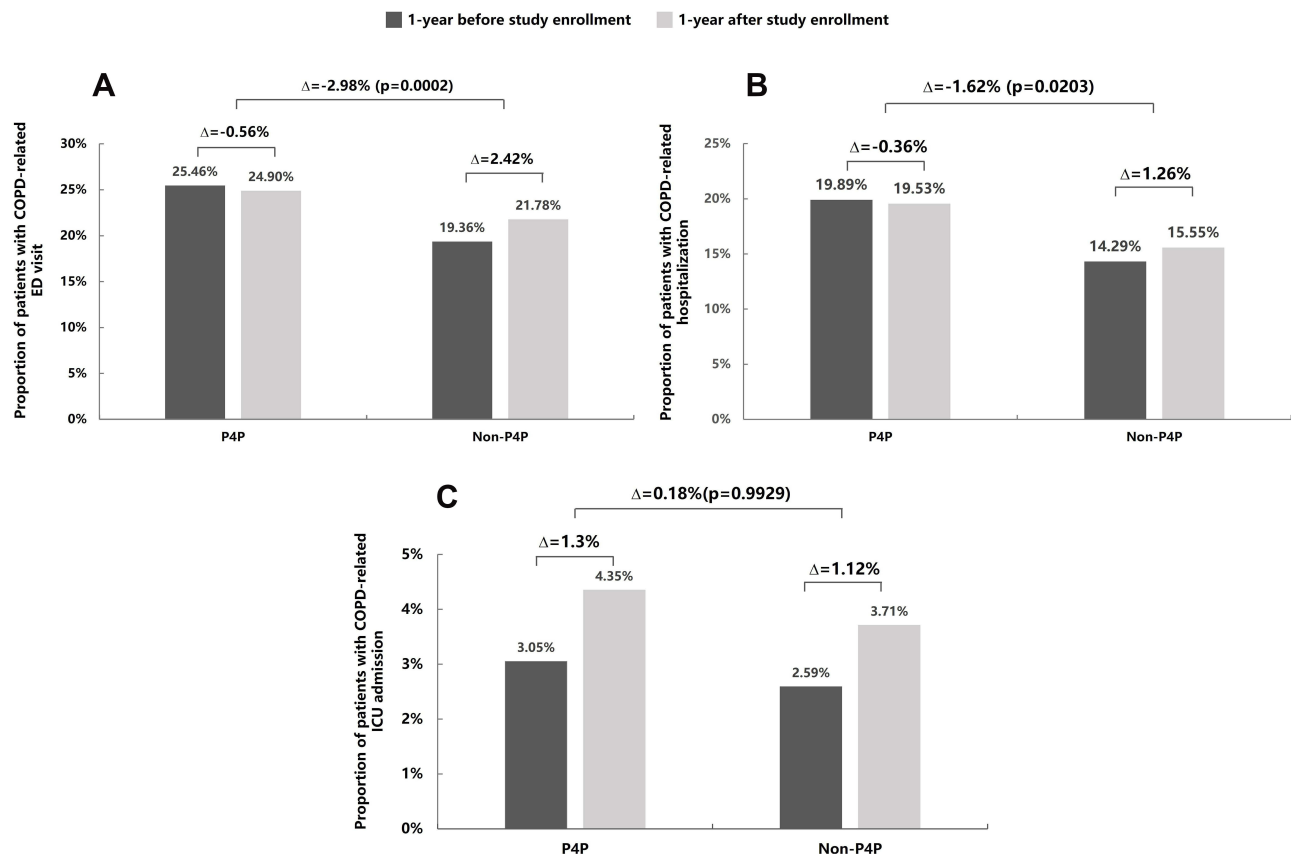 1-year before study enrollment 1-year after study enrollment
A
Δ=-2.98% (p=0.0002)
Δ=-0.56%
Δ=2.42%
25.46%
24.90%
19.36%
21.78%
Proportion of patients with COPD-related
ED visit
30%
25%
20%
15%
10%
5%
0%
P4P
Non-P4P
B
Δ=-1.62% (p=0.0203)
Δ=-0.36%
Δ=1.26%
19.89%
19.53%
14.29%
15.55%
Proportion of patients with COPD-related
hospitalization
25%
20%
15%
10%
5%
0%
P4P
Non-P4P
C
Δ=0.18%(p=0.9929)
Δ=1.3%
Δ=1.12%
3.05%
4.35%
2.59%
3.71%
Proportion of patients with COPD-related
ICU admission
5%
4%
3%
2%
1%
0%
P4P
Non-P4P